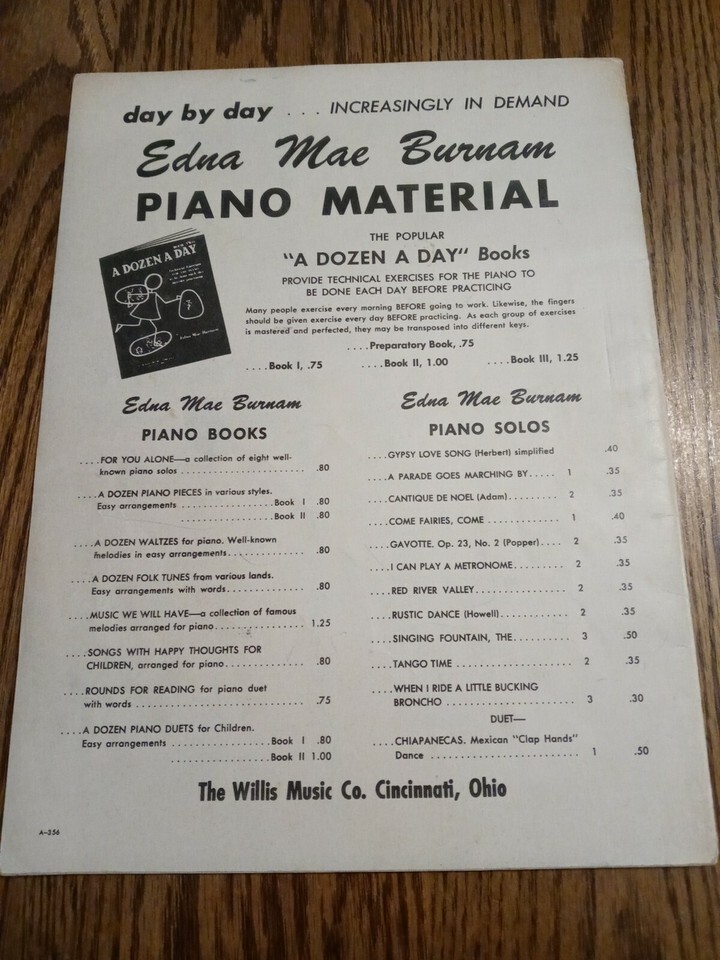 day by day . . . INCREASINGLY IN DEMAND
Edna Mae Burnam
PIANO MATERIAL
THE POPULAR
"A DOZEN A DAY" Books
PROVIDE TECHNICAL EXERCISES FOR THE PIANO TO
BE DONE EACH DAY BEFORE PRACTICING
Many people exercise every morning BEFORE going to work. Likewise, the fingers
should be given exercise every day BEFORE practicing. As each group of exercises
is mastered and perfected, they may be transposed into different keys.
....Preparatory Book, .75
....Book I, .75 ....Book II, 1.00 ....Book III, 1.25
A DOZEN A DAY
Edna Mae Burnam
Edna Mae Burnam
PIANO BOOKS
....FOR YOU ALONE—a collection of eight well-
known piano solos ...................... .80
....A DOZEN PIANO PIECES in various styles.
Easy arrangements ................Book I .80
................Book II .80
....A DOZEN WALTZES for piano. Well-known
melodies in easy arrangements............. .80
....A DOZEN FOLK TUNES from various lands.
Easy arrangements with words............. .80
....MUSIC WE WILL HAVE—a collection of famous
melodies arranged for piano............... 1.25
....SONGS WITH HAPPY THOUGHTS FOR
CHILDREN, arranged for piano............. .80
....ROUNDS FOR READING for piano duet
with words ........................ .75
....A DOZEN PIANO DUETS for Children.
Easy arrangements ................Book I .80
................Book II 1.00
Edna Mae Burnam
PIANO SOLOS
....GYPSY LOVE SONG (Herbert) simplified .40
....A PARADE GOES MARCHING BY..... 1 .35
....CANTIQUE DE NOEL (Adam)......... 2 .35
....COME FAIRIES, COME ............. 1 .40
....GAVOTTE, Op. 23, No. 2 (Popper).... 2 .35
....I CAN PLAY A METRONOME......... 2 .35
....RED RIVER VALLEY............... 2 .35
....RUSTIC DANCE (Howell)............ 2 .35
....SINGING FOUNTAIN, THE.......... 3 .50
....TANGO TIME .................... 2 .35
....WHEN I RIDE A LITTLE BUCKING
BRONCHO ...................... 3 .30
DUET—
....CHIAPANECAS. Mexican "Clap Hands"
Dance ......................... 1 .50
The Willis Music Co. Cincinnati, Ohio
A-356